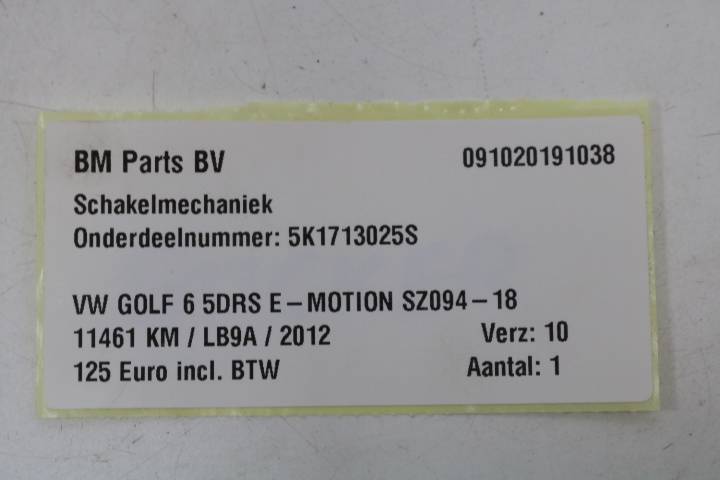 BM Parts BV 091020191038
Schakelmechaniek
Onderdeelnummer: 5K1713025S
VW GOLF 6 5DRS E-MOTION SZ094-18
11461 KM / LB9A / 2012 Verz: 10
125 Euro incl. BTW Aantal: 1